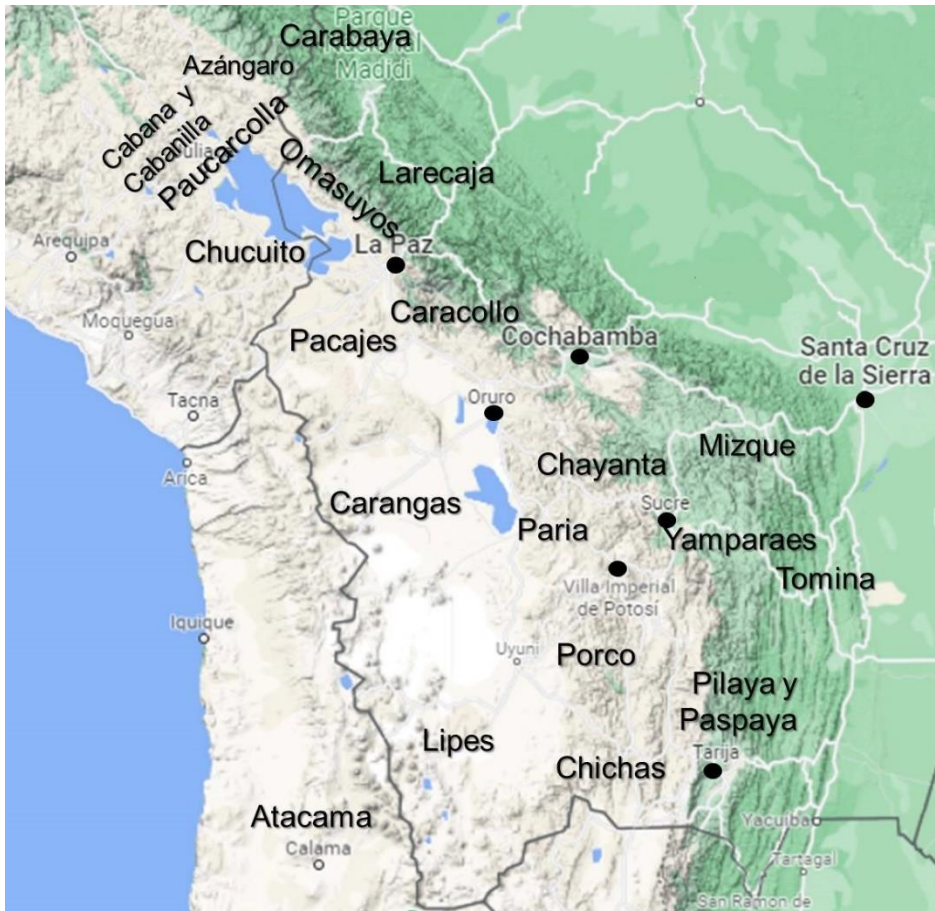 Parque
Carabaya
Nacional
Madidi
Azángaro
Cabana y
Cabanilla
Paucarcolla
Omasuyos
Larecaja
Arequipa
Chucuito
La Paz
Moquegua
Caracollo
Pacajes
Cochabamba
Santa Cruz
de la Sierra
Tacna
Oruro
Mizque
Arica
Chayanta
Carangas
Sucre
Paria
Yamparaes
Villa Imperial
de Potosí
Tomina
Iquique
Uyuni
Porco
Pilaya y
Paspaya
Lipes
Tarija
Chichas
Atacama
Yacuiba
Calama
Tartagal
San Ramón de